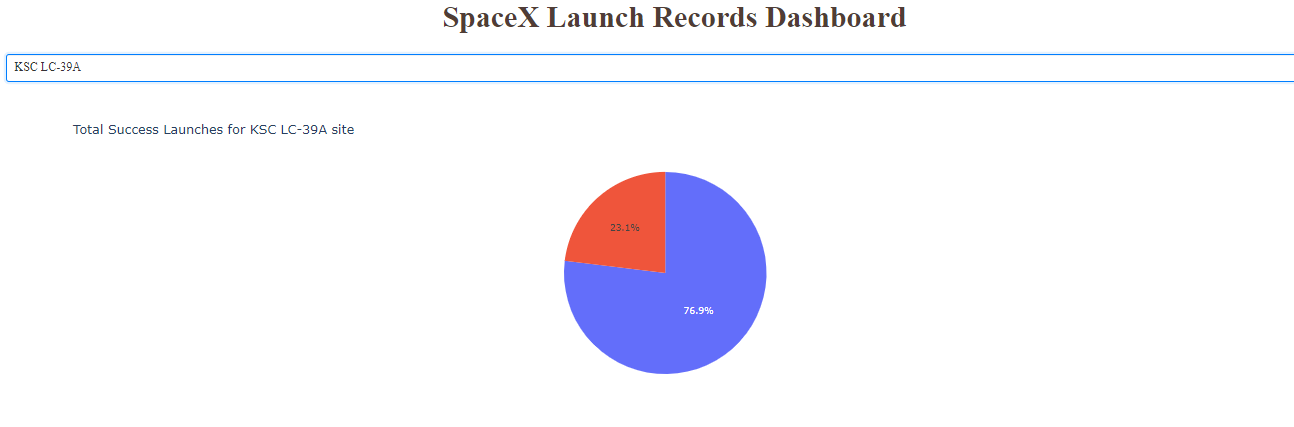 SpaceX Launch Records Dashboard
KSC LC-39A
Total Success Launches for KSC LC-39A site
23.1%
76.9%